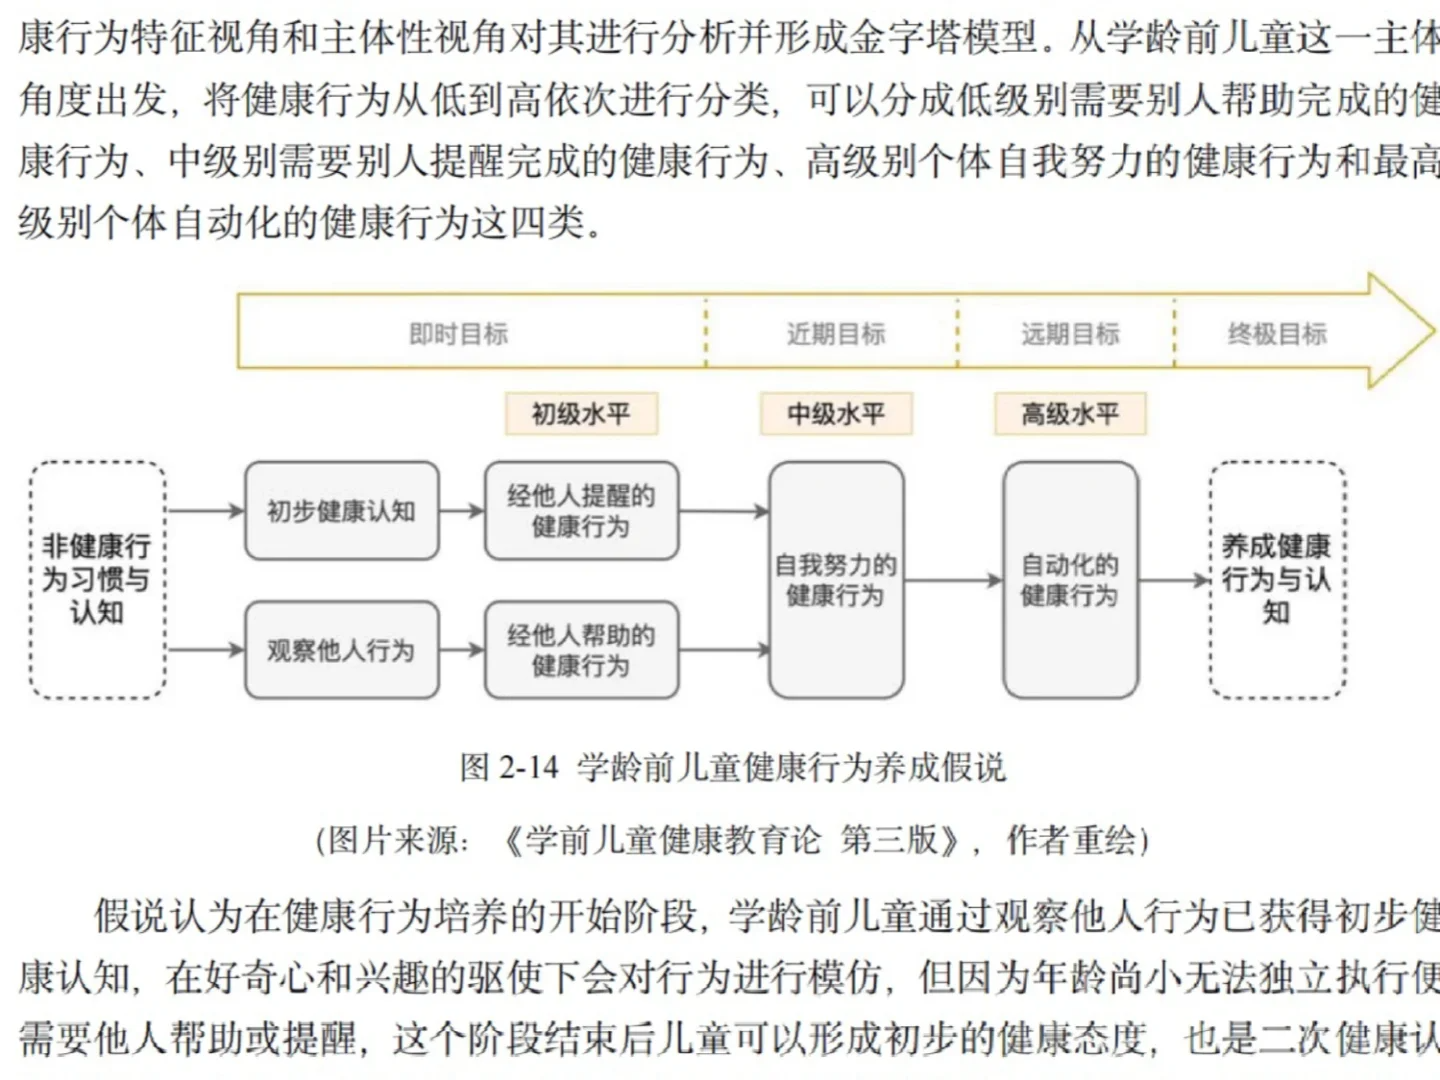 康行为特征视角和主体性视角对其进行分析并形成金字塔模型。从学龄前儿童这一主体
角度出发，将健康行为从低到高依次进行分类，可以分成低级别需要别人帮助完成的健
康行为、中级别需要别人提醒完成的健康行为、高级别个体自我努力的健康行为和最高
级别个体自动化的健康行为这四类。
即时目标 近期目标 远期目标 终极目标
初级水平 中级水平 高级水平
非健康行
为习惯与
认知
初步健康认知
经他人提醒的
健康行为
观察他人行为
经他人帮助的
健康行为
自我努力的
健康行为
自动化的
健康行为
养成健康
行为与认
知
图 2-14 学龄前儿童健康行为养成假说
（图片来源：《学前儿童健康教育论 第三版》，作者重绘）
假说认为在健康行为培养的开始阶段，学龄前儿童通过观察他人行为已获得初步健
康认知，在好奇心和兴趣的驱使下会对行为进行模仿，但因为年龄尚小无法独立执行便
需要他人帮助或提醒，这个阶段结束后儿童可以形成初步的健康态度，也是二次健康认